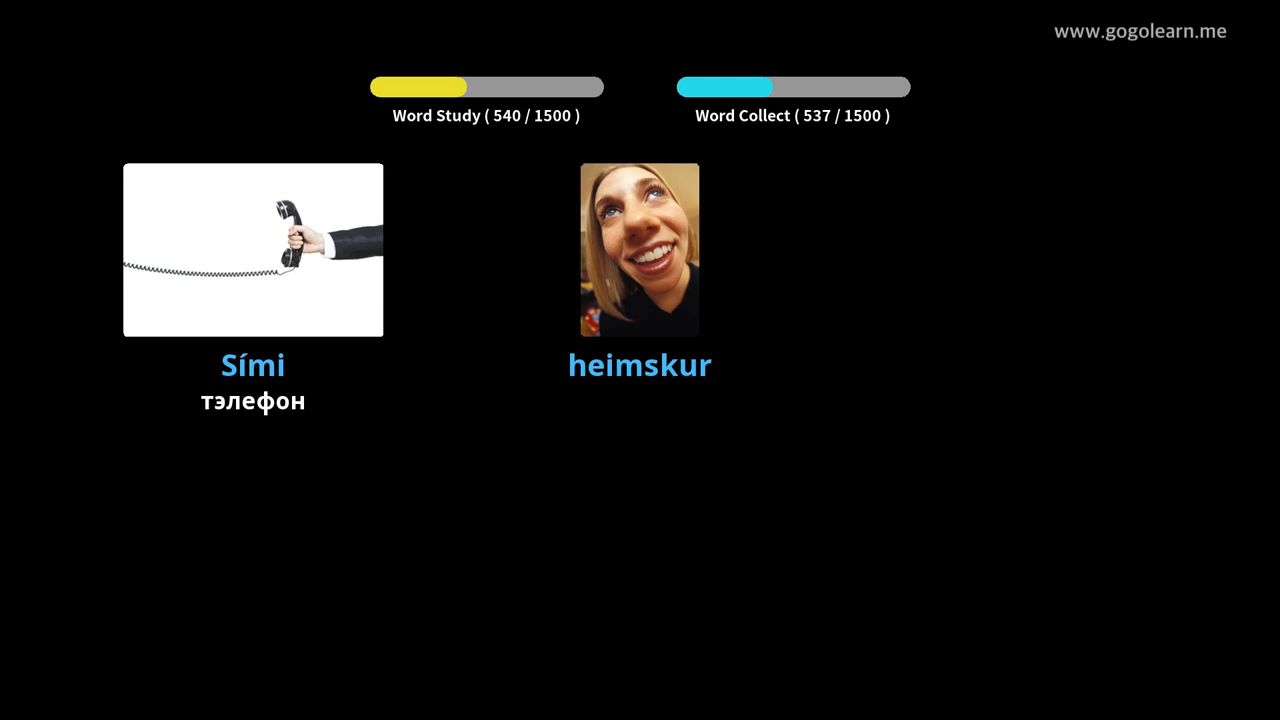 www.gogolearn.me
Word Study ( 540 / 1500 )
Word Collect ( 537 / 1500 )
Sími
тэлефон
heimskur